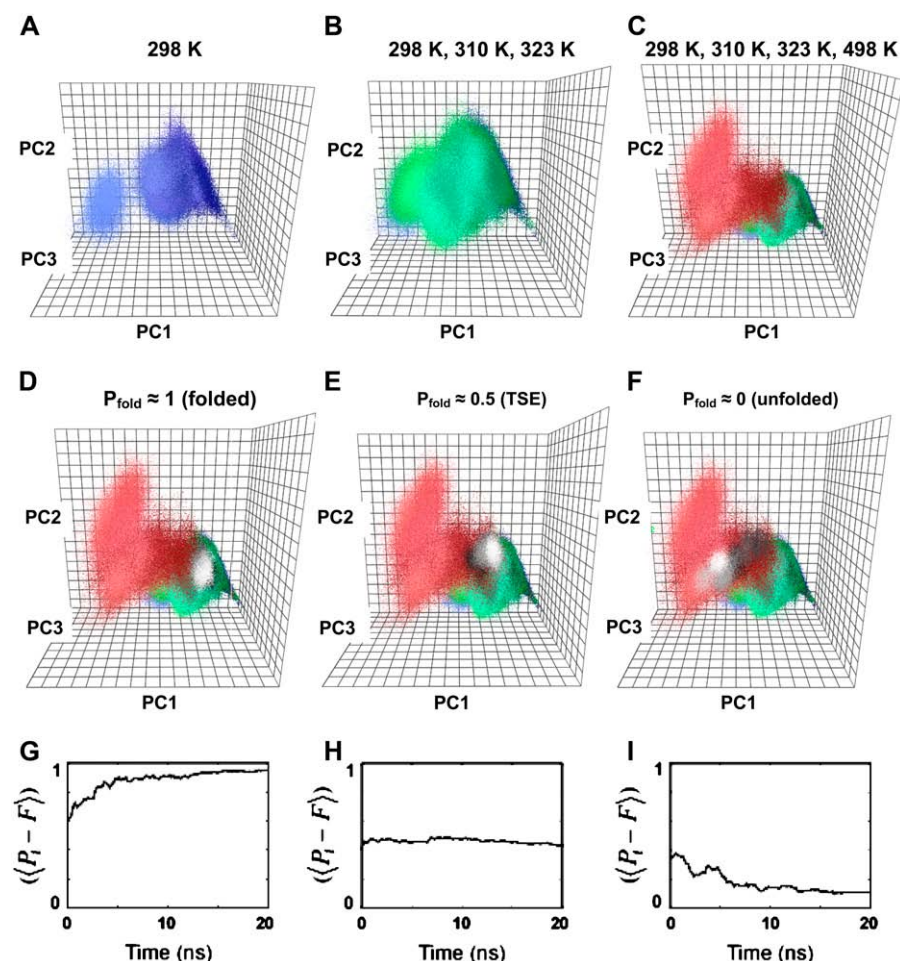 A
298 K
PC2
PC3
PC1
B
298 K, 310 K, 323 K
PC2
PC3
PC1
C
298 K, 310 K, 323 K, 498 K
PC2
PC3
PC1
D
Pfold ≈ 1 (folded)
PC2
PC3
PC1
E
Pfold ≈ 0.5 (TSE)
PC2
PC3
PC1
F
Pfold ≈ 0 (unfolded)
PC2
PC3
PC1
G
1
(⟨Pi − F⟩)
0
0 10 20
Time (ns)
H
1
(⟨Pi − F⟩)
0
0 10 20
Time (ns)
I
1
(⟨Pi − F⟩)
0
0 10 20
Time (ns)